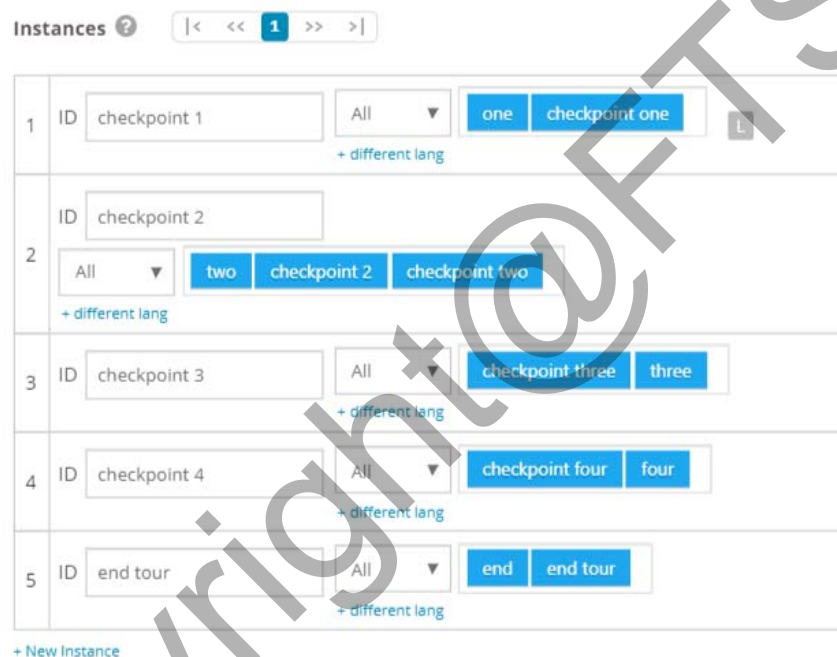 Instances ? |< << 1 >> >|
1 ID checkpoint 1 All ▼ one checkpoint one L
+ different lang
ID checkpoint 2
2 All ▼ two checkpoint 2 checkpoint two
+ different lang
3 ID checkpoint 3 All ▼ checkpoint three three
+ different lang
4 ID checkpoint 4 All ▼ checkpoint four four
+ different lang
5 ID end tour All ▼ end end tour
+ different lang
+ New Instance
yright@FTS